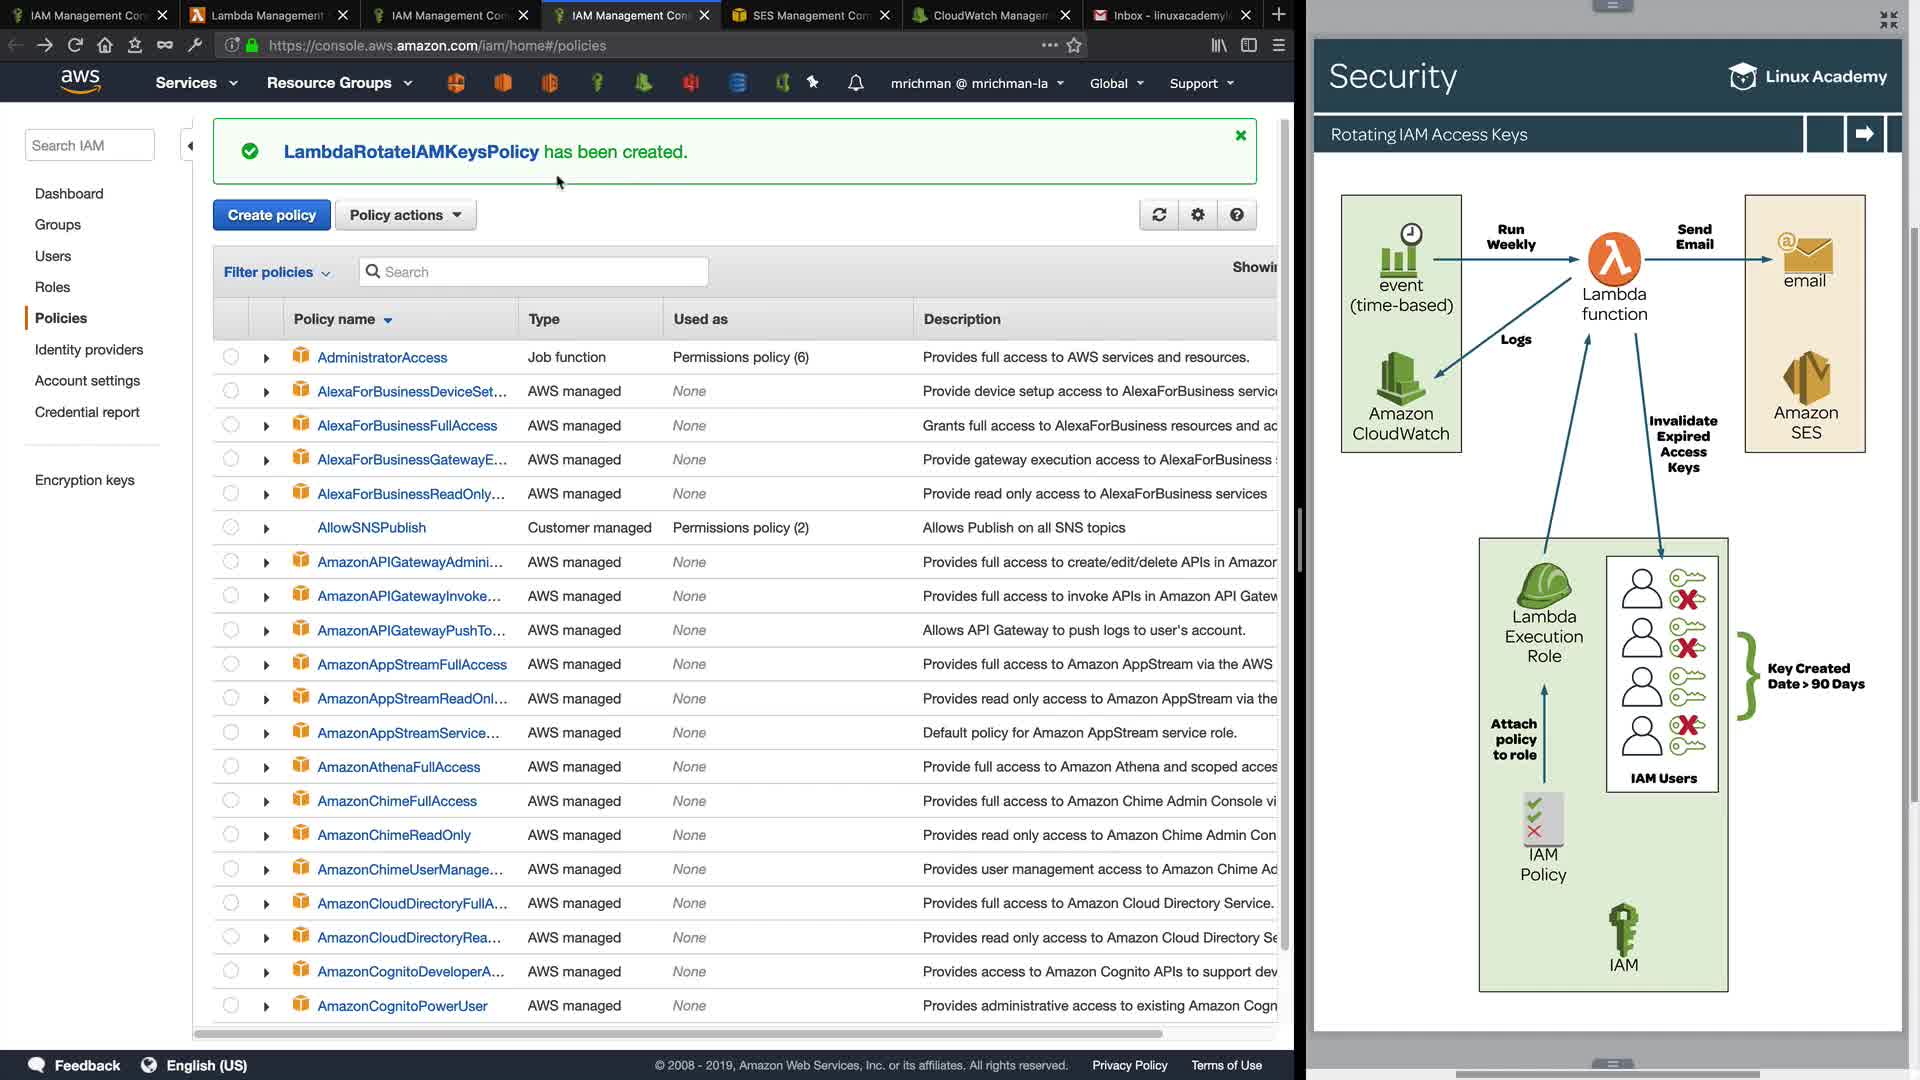 IAM Management Con
Lambda Management
IAM Management Con
IAM Management Con
SES Management Con
CloudWatch Managem
Inbox - linuxacademyl
https://console.aws.amazon.com/iam/home#/policies
aws
Services
Resource Groups
mrichman @ mrichman-la
Global
Support
Search IAM
Dashboard
Groups
Users
Roles
Policies
Identity providers
Account settings
Credential report
Encryption keys
LambdaRotateIAMKeysPolicy has been created.
Create policy
Policy actions
Filter policies
Search
Showin
Policy name Type Used as Description
AdministratorAccess Job function Permissions policy (6) Provides full access to AWS services and resources.
AlexaForBusinessDeviceSet... AWS managed None Provide device setup access to AlexaForBusiness servic
AlexaForBusinessFullAccess AWS managed None Grants full access to AlexaForBusiness resources and ac
AlexaForBusinessGatewayE... AWS managed None Provide gateway execution access to AlexaForBusiness
AlexaForBusinessReadOnly... AWS managed None Provide read only access to AlexaForBusiness services
AllowSNSPublish Customer managed Permissions policy (2) Allows Publish on all SNS topics
AmazonAPIGatewayAdmini... AWS managed None Provides full access to create/edit/delete APIs in Amazon
AmazonAPIGatewayInvoke... AWS managed None Provides full access to invoke APIs in Amazon API Gatew
AmazonAPIGatewayPushTo... AWS managed None Allows API Gateway to push logs to user's account.
AmazonAppStreamFullAccess AWS managed None Provides full access to Amazon AppStream via the AWS
AmazonAppStreamReadOnl... AWS managed None Provides read only access to Amazon AppStream via the
AmazonAppStreamService... AWS managed None Default policy for Amazon AppStream service role.
AmazonAthenaFullAccess AWS managed None Provide full access to Amazon Athena and scoped acces
AmazonChimeFullAccess AWS managed None Provides full access to Amazon Chime Admin Console vi
AmazonChimeReadOnly AWS managed None Provides read only access to Amazon Chime Admin Con
AmazonChimeUserManage... AWS managed None Provides user management access to Amazon Chime Ad
AmazonCloudDirectoryFullA... AWS managed None Provides full access to Amazon Cloud Directory Service.
AmazonCloudDirectoryRea... AWS managed None Provides read only access to Amazon Cloud Directory Se
AmazonCognitoDeveloperA... AWS managed None Provides access to Amazon Cognito APIs to support dev
AmazonCognitoPowerUser AWS managed None Provides administrative access to existing Amazon Cogn
Feedback
English (US)
© 2008 - 2019, Amazon Web Services, Inc. or its affiliates. All rights reserved.
Privacy Policy
Terms of Use
Security
Linux Academy
Rotating IAM Access Keys
event
(time-based)
Run
Weekly
Lambda
function
Send
Email
email
Logs
Amazon
CloudWatch
Amazon
SES
Invalidate
Expired
Access
Keys
Lambda
Execution
Role
Key Created
Date > 90 Days
Attach
policy
to role
IAM Users
IAM
Policy
IAM